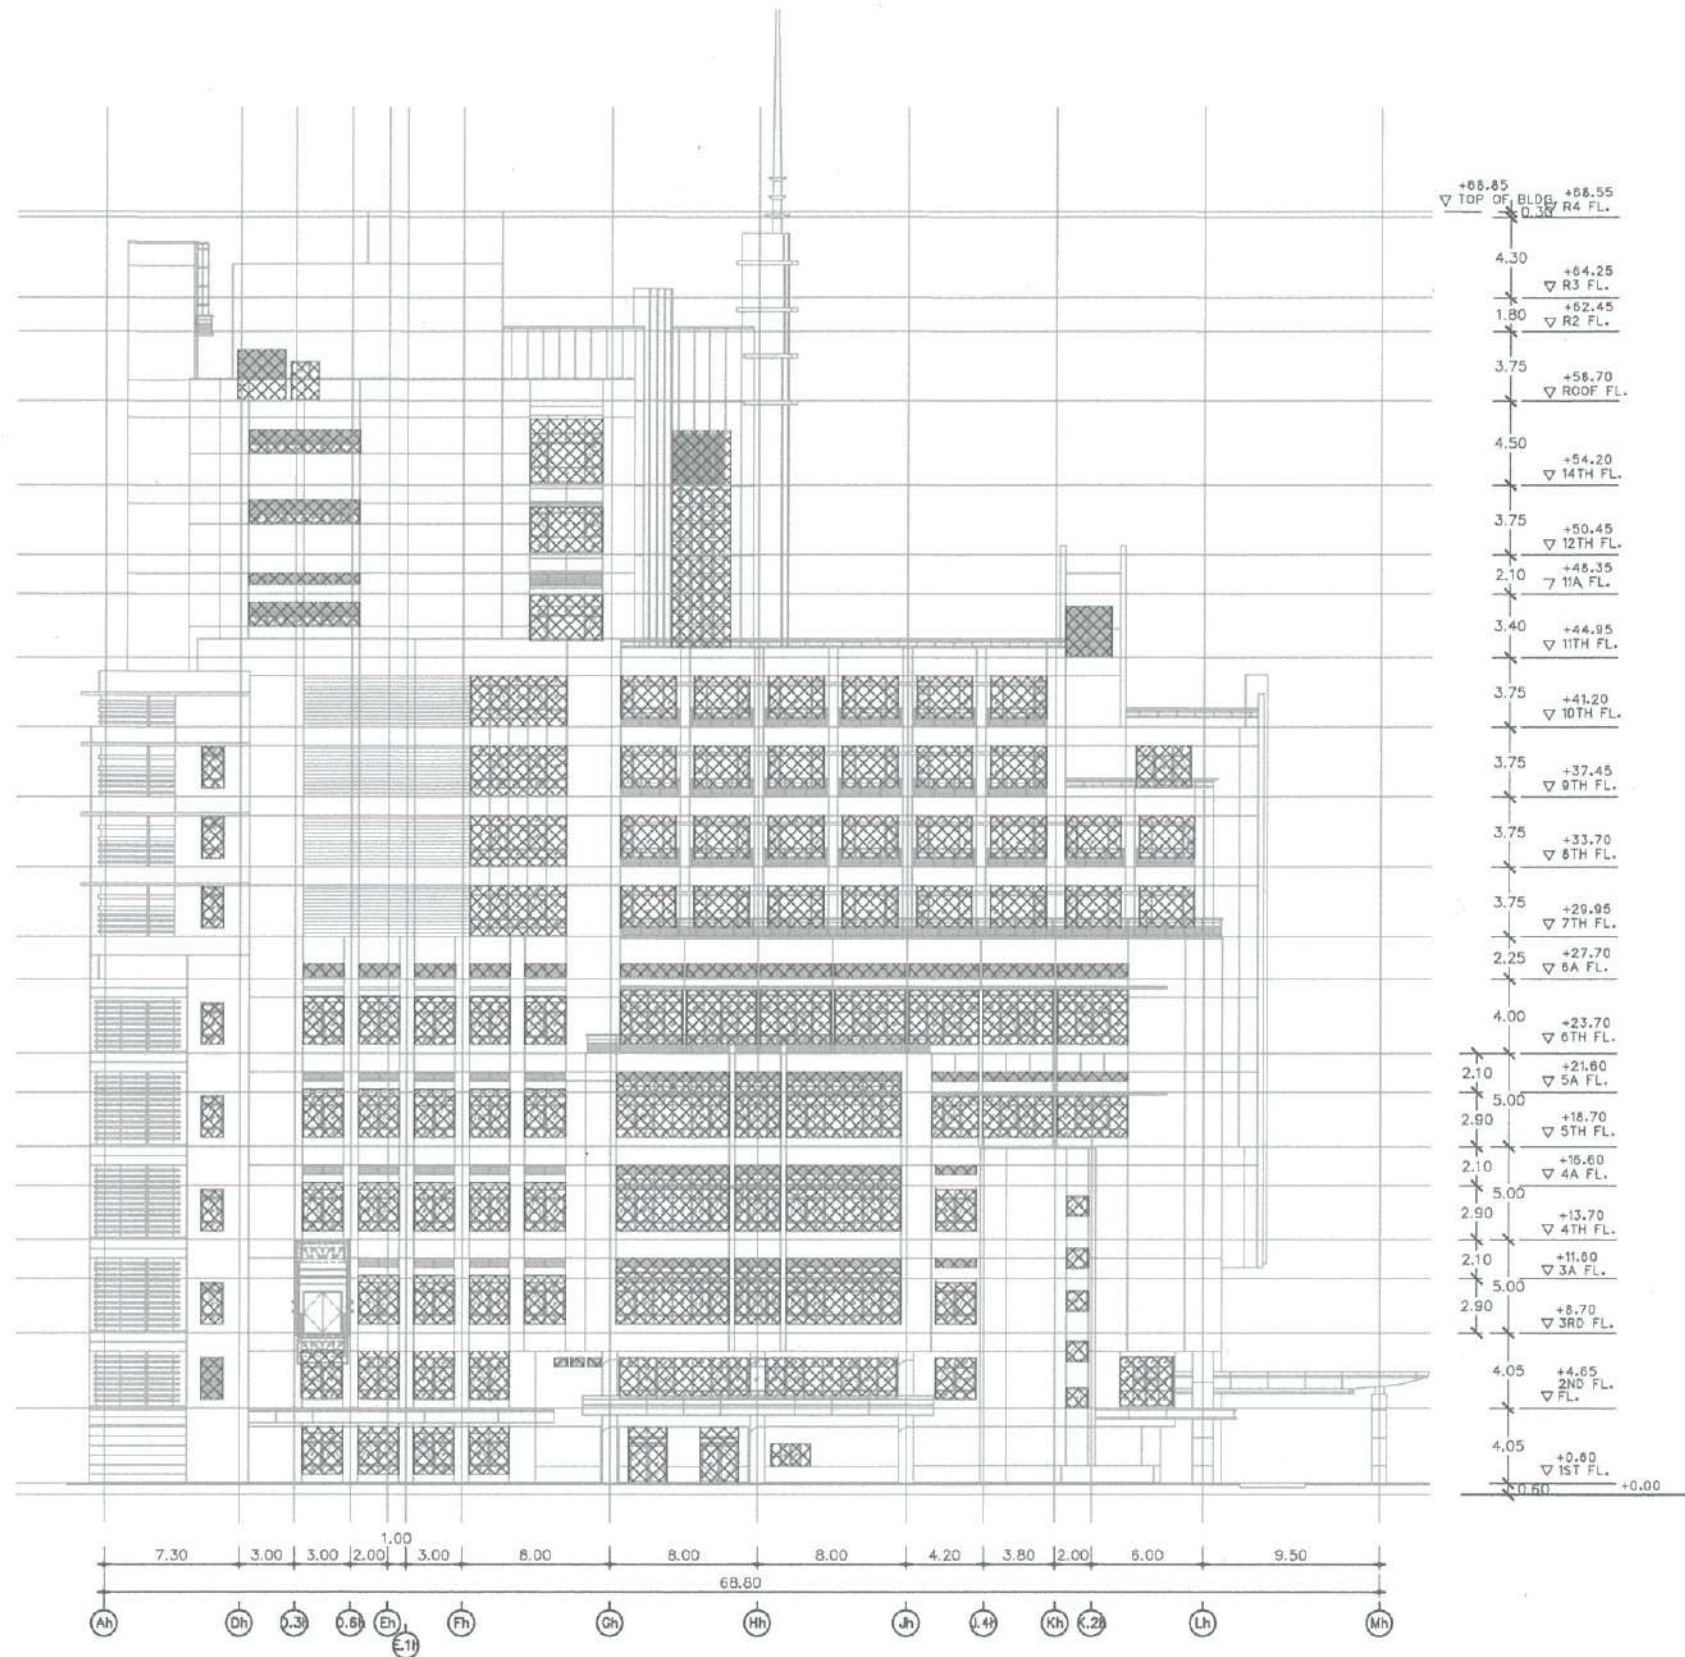 +68.85
▽ TOP OF BLDG
+68.55
▽ R4 FL.
0.30
4.30
+64.25
▽ R3 FL.
1.80
+62.45
▽ R2 FL.
3.75
+58.70
▽ ROOF FL.
4.50
+54.20
▽ 14TH FL.
3.75
+50.45
▽ 12TH FL.
2.10
+48.35
11A FL.
3.40
+44.95
▽ 11TH FL.
3.75
+41.20
▽ 10TH FL.
3.75
+37.45
▽ 9TH FL.
3.75
+33.70
▽ 8TH FL.
3.75
+29.95
▽ 7TH FL.
2.25
+27.70
▽ 6A FL.
4.00
+23.70
▽ 6TH FL.
2.10
+21.60
▽ 5A FL.
5.00
2.90
+18.70
▽ 5TH FL.
2.10
+16.60
▽ 4A FL.
5.00
2.90
+13.70
▽ 4TH FL.
2.10
+11.60
▽ 3A FL.
5.00
2.90
+8.70
▽ 3RD FL.
4.05
+4.65
2ND FL.
▽ FL.
4.05
+0.60
▽ 1ST FL.
0.60
+0.00
1.00
7.30 3.00 3.00 2.00 3.00 8.00 8.00 8.00 4.20 3.80 2.00 6.00 9.50
68.80
Ah Dh D.3h D.6h Eh Fh Gh Hh Jh J.4h Kh K.2h Lh Mh
E.1h